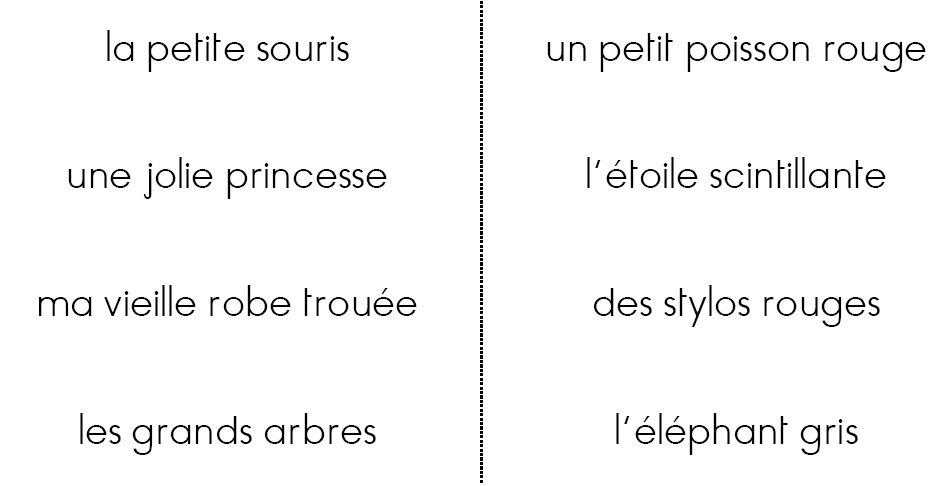 la petite souris
une jolie princesse
ma vieille robe trouée
les grands arbres
un petit poisson rouge
l'étoile scintillante
des stylos rouges
l'éléphant gris